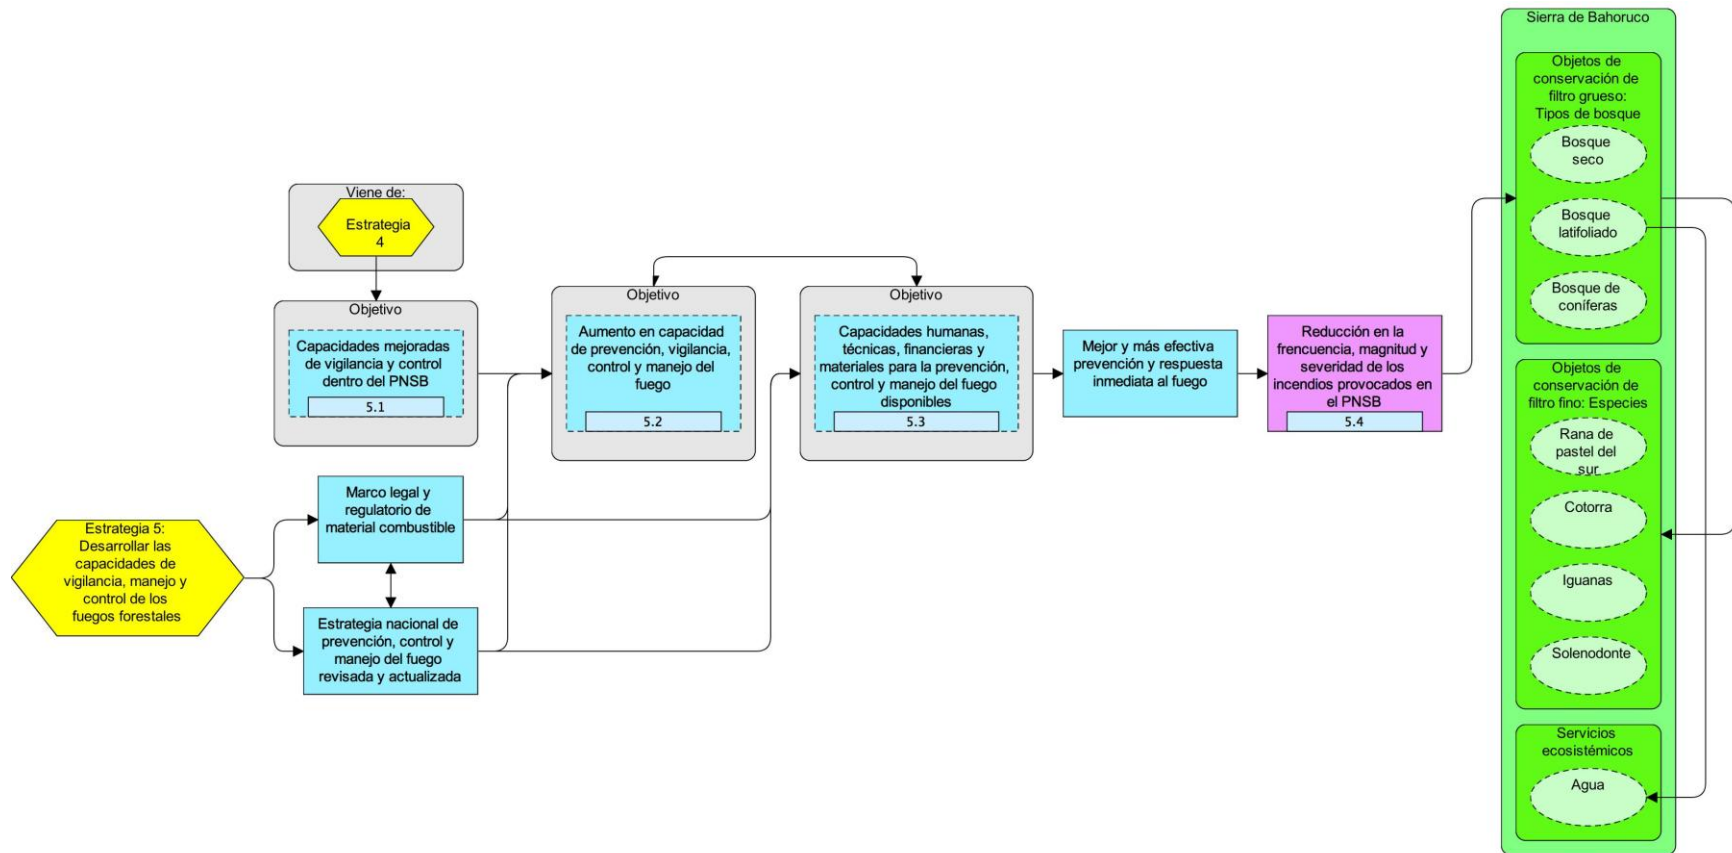 Viene de:
Estrategia
4
Objetivo
Capacidades mejoradas
de vigilancia y control
dentro del PNSB
5.1
Estrategia 5:
Desarrollar las
capacidades de
vigilancia, manejo y
control de los
fuegos forestales
Marco legal y
regulatorio de
material combustible
Estrategia nacional de
prevención, control y
manejo del fuego
revisada y actualizada
Objetivo
Aumento en capacidad
de prevención, vigilancia,
control y manejo del
fuego
5.2
Objetivo
Capacidades humanas,
técnicas, financieras y
materiales para la prevención,
control y manejo del fuego
disponibles
5.3
Mejor y más efectiva
prevención y respuesta
inmediata al fuego
Reducción en la
frencuencia, magnitud y
severidad de los
incendios provocados en
el PNSB
5.4
Sierra de Bahoruco
Objetos de
conservación de
filtro grueso:
Tipos de bosque
Bosque
seco
Bosque
latifoliado
Bosque de
coníferas
Objetos de
conservación de
filtro fino: Especies
Rana de
pastel del
sur
Cotorra
Iguanas
Solenodonte
Servicios
ecosistémicos
Agua